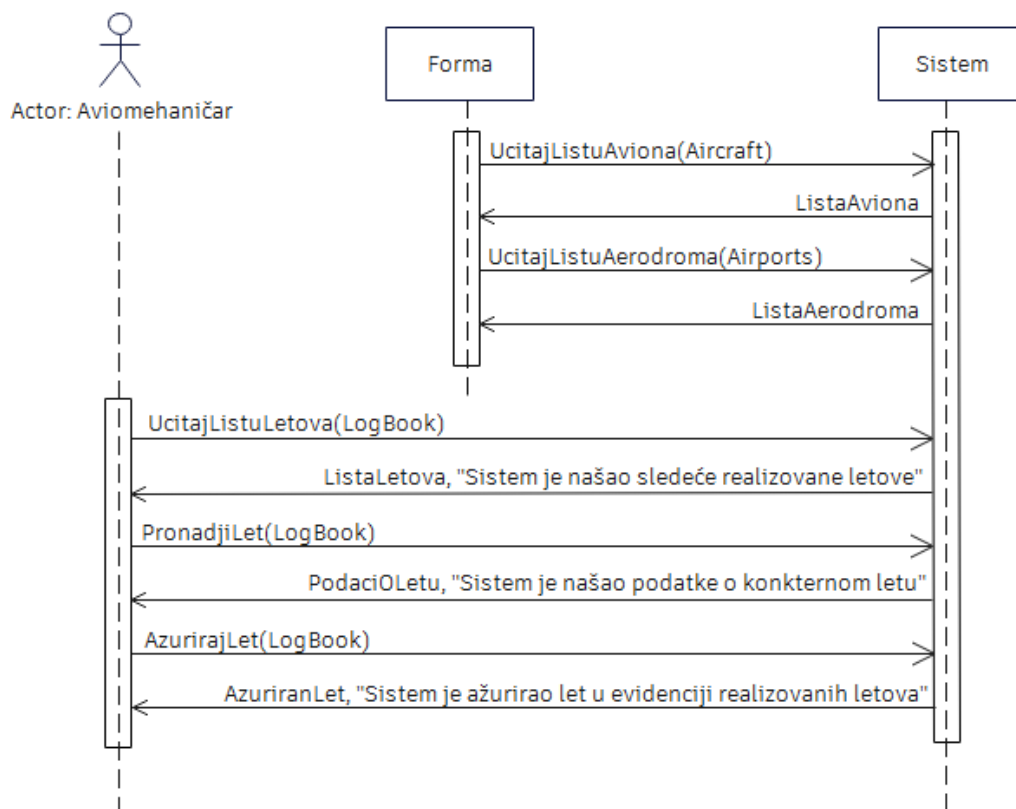 Forma
Sistem
Actor: Aviomehaničar
UcitajListuAviona(Aircraft)
ListaAviona
UcitajListuAerodroma(Airports)
ListaAerodroma
UcitajListuLetova(LogBook)
ListaLetova, "Sistem je našao sledeće realizovane letove"
PronadjiLet(LogBook)
PodaciOLetu, "Sistem je našao podatke o konkternom letu"
AzurirajLet(LogBook)
AzuriranLet, "Sistem je ažurirao let u evidenciji realizovanih letova"